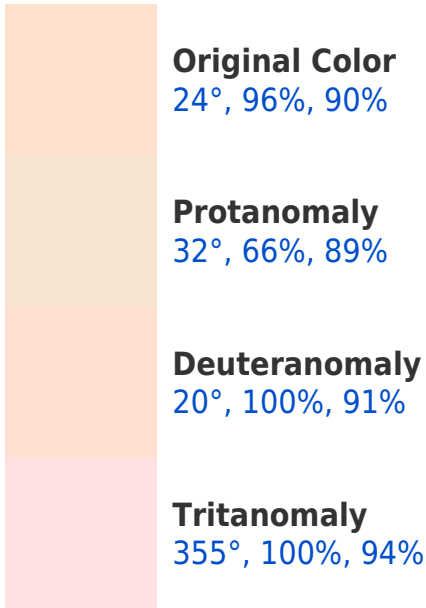 Original Color
24°, 96%, 90%
Protanomaly
32°, 66%, 89%
Deuteranomaly
20°, 100%, 91%
Tritanomaly
355°, 100%, 94%